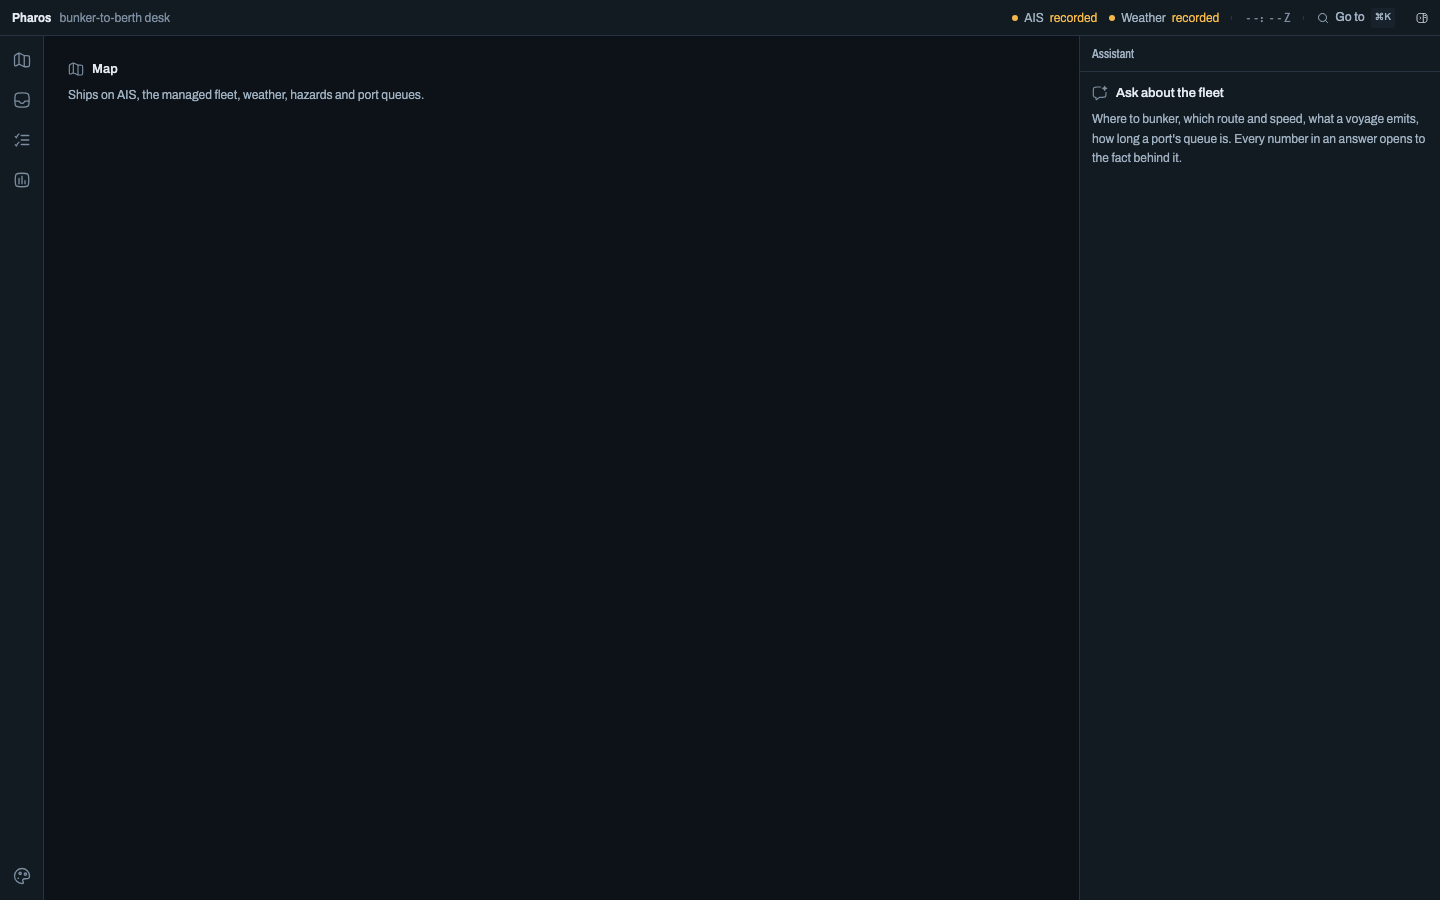 Pharos bunker-to-berth desk
AIS recorded Weather recorded --:--Z Go to ⌘K
Map
Ships on AIS, the managed fleet, weather, hazards and port queues.
Assistant
Ask about the fleet
Where to bunker, which route and speed, what a voyage emits,
how long a port's queue is. Every number in an answer opens to
the fact behind it.